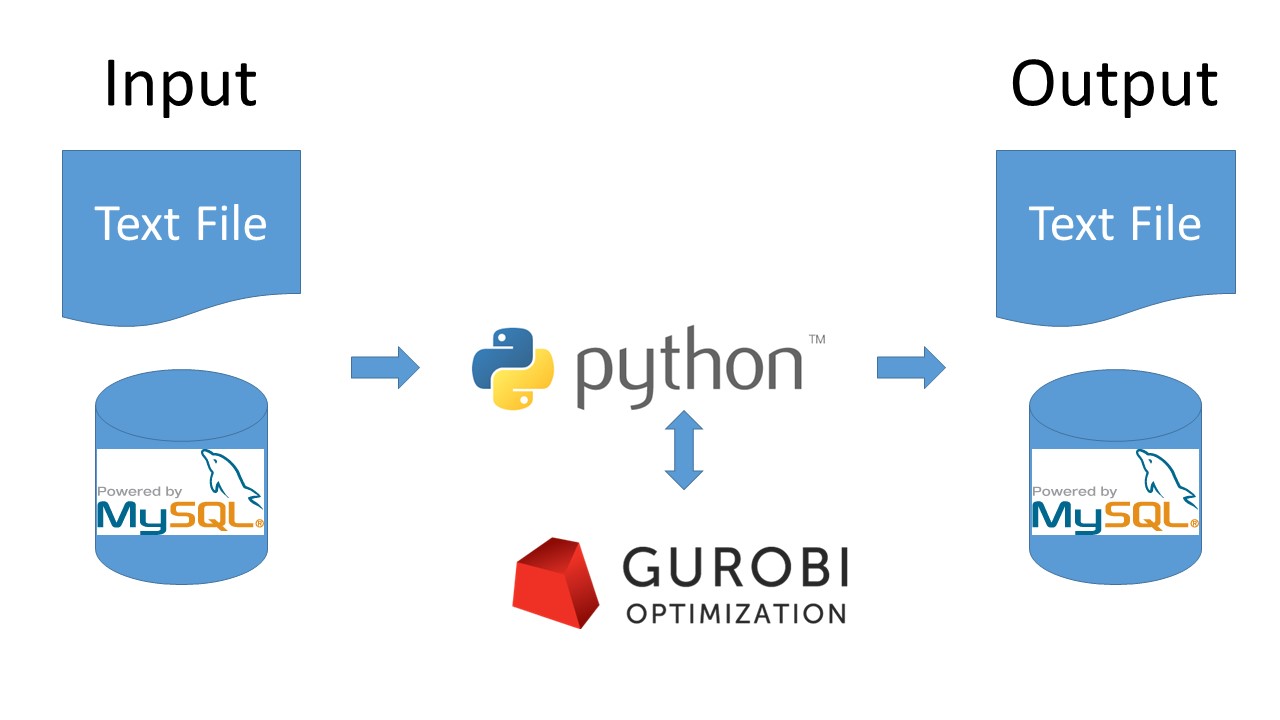 Input
Output
Text File
Text File
python™
Powered by
MySQL®
Powered by
MySQL®
GUROBI
OPTIMIZATION